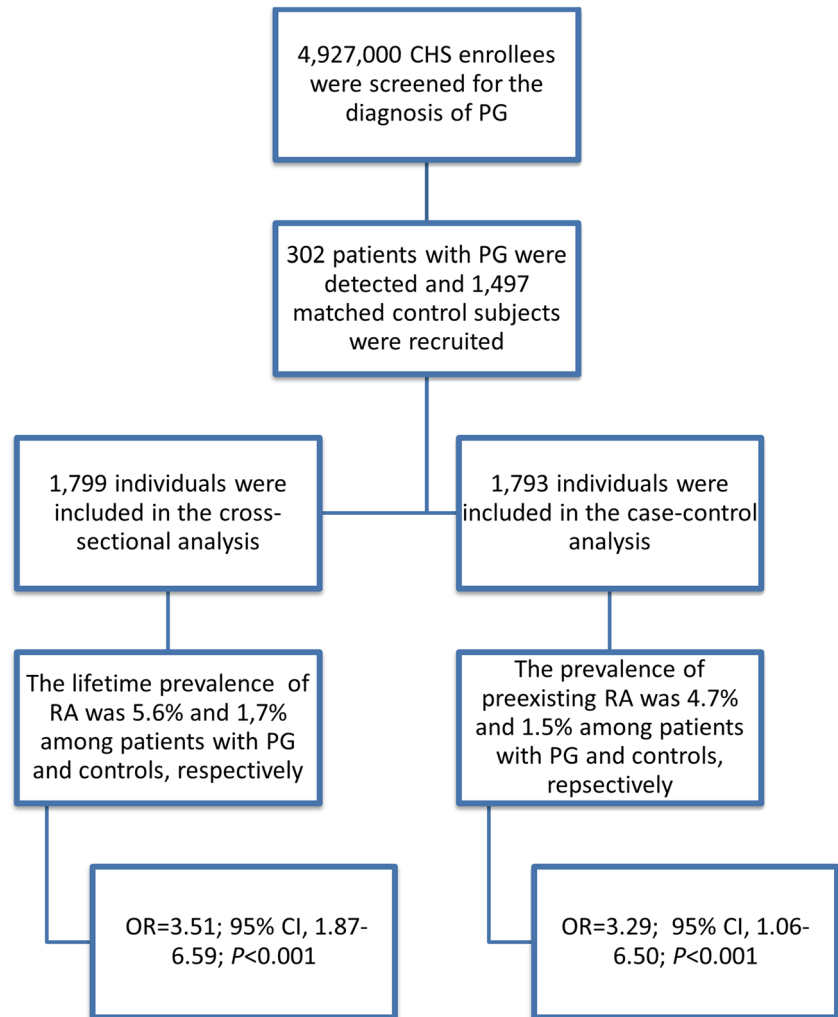 4,927,000 CHS enrollees
were screened for the
diagnosis of PG
302 patients with PG were
detected and 1,497
matched control subjects
were recruited
1,799 individuals were
included in the cross-
sectional analysis
1,793 individuals were
included in the case-control
analysis
The lifetime prevalence of
RA was 5.6% and 1,7%
among patients with PG
and controls, respectively
The prevalence of
preexisting RA was 4.7%
and 1.5% among patients
with PG and controls,
repsectively
OR=3.51; 95% CI, 1.87-
6.59; P<0.001
OR=3.29; 95% CI, 1.06-
6.50; P<0.001